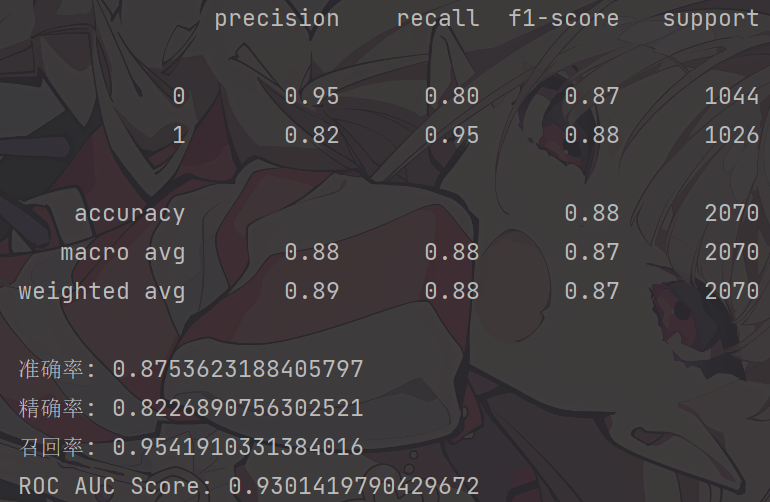 precision recall f1-score support
0 0.95 0.80 0.87 1044
1 0.82 0.95 0.88 1026
accuracy 0.88 2070
macro avg 0.88 0.88 0.87 2070
weighted avg 0.89 0.88 0.87 2070
准确率: 0.8753623188405797
精确率: 0.8226890756302521
召回率: 0.9541910331384016
ROC AUC Score: 0.9301419790429672